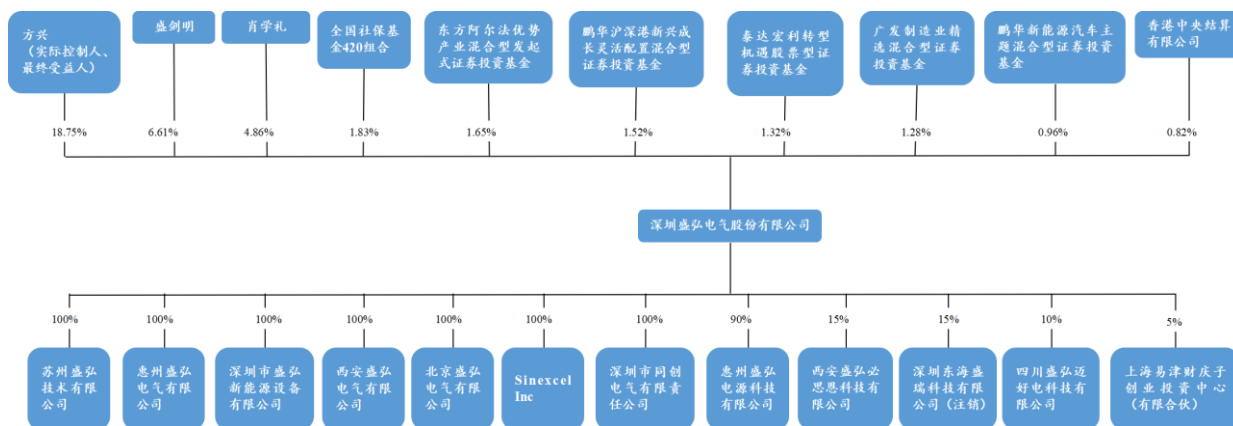 方兴
（实际控制人、
最终受益人）
盛剑明
肖学礼
全国社保基
金420组合
东方阿尔法优势
产业混合型发起
式证券投资基金
鹏华沪深港新兴成
长灵活配置混合型
证券投资基金
泰达宏利转型
机遇股票型证
券投资基金
广发制造业精
选混合型证券
投资基金
鹏华新能源汽车主
题混合型证券投资
基金
香港中央结算
有限公司
18.75%
6.61%
4.86%
1.83%
1.65%
1.52%
1.32%
1.28%
0.96%
0.82%
深圳盛弘电气股份有限公司
100%
100%
100%
100%
100%
100%
100%
90%
15%
15%
10%
5%
苏州盛弘
技术有限
公司
惠州盛弘
电气有限
公司
深圳市盛弘
新能源设备
有限公司
西安盛弘
电气有限
公司
北京盛弘
电气有限
公司
Sinexcel
Inc
深圳市同创
电气有限责
任公司
惠州盛弘
电源科技
有限公司
西安盛弘必
思恩科技有
限公司
深圳东海盛
瑞科技有限
公司（注销）
四川盛弘迈
好电科技有
限公司
上海易津财庆子
创业投资中心
（有限合伙）